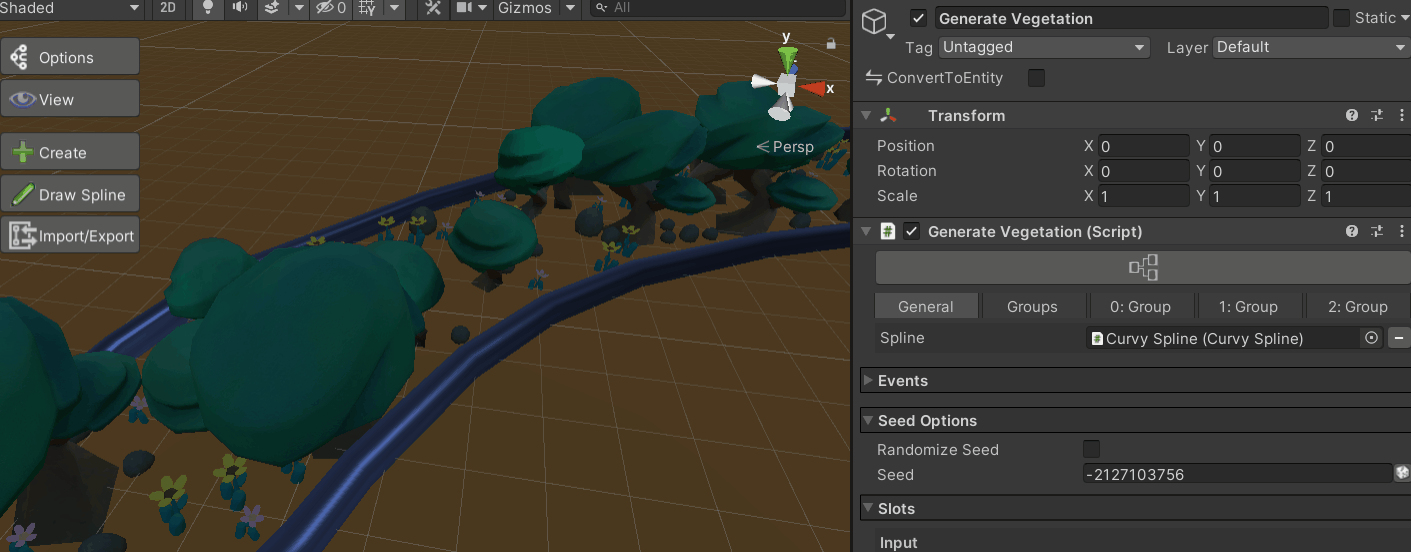 Shaded
2D
0
Gizmos
All
Options
View
Create
Draw Spline
Import/Export
y
x
Persp
Generate Vegetation
Static
Tag Untagged Layer Default
ConvertToEntity
Transform
Position X 0 Y 0 Z 0
Rotation X 0 Y 0 Z 0
Scale X 1 Y 1 Z 1
# Generate Vegetation (Script)
General Groups 0: Group 1: Group 2: Group
Spline # Curvy Spline (Curvy Spline)
Events
Seed Options
Randomize Seed
Seed -2127103756
Slots
Input